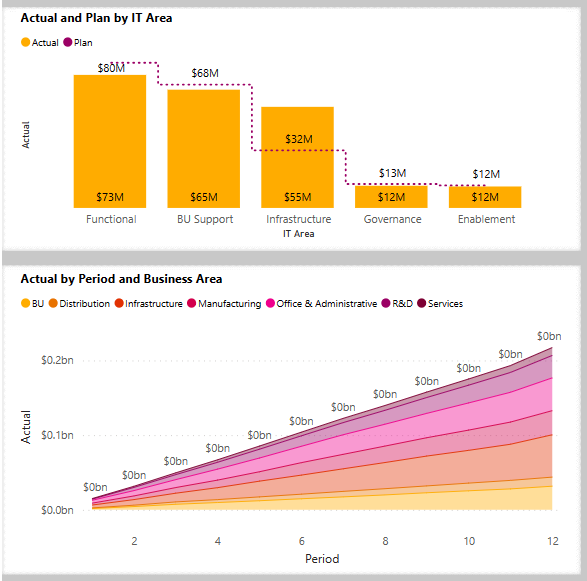 Actual and Plan by IT Area
Actual Plan
$80M
$68M
$32M
$13M
$12M
Actual
$73M
$65M
$55M
$12M
$12M
Functional
BU Support
Infrastructure
Governance
Enablement
IT Area
Actual by Period and Business Area
BU Distribution Infrastructure Manufacturing Office & Administrative R&D Services
$0bn
$0bn
$0bn
$0bn
$0bn
$0bn
$0bn
$0bn
$0bn
$0bn
$0bn
$0bn
$0.2bn
$0.1bn
$0.0bn
Actual
2 4 6 8 10 12
Period